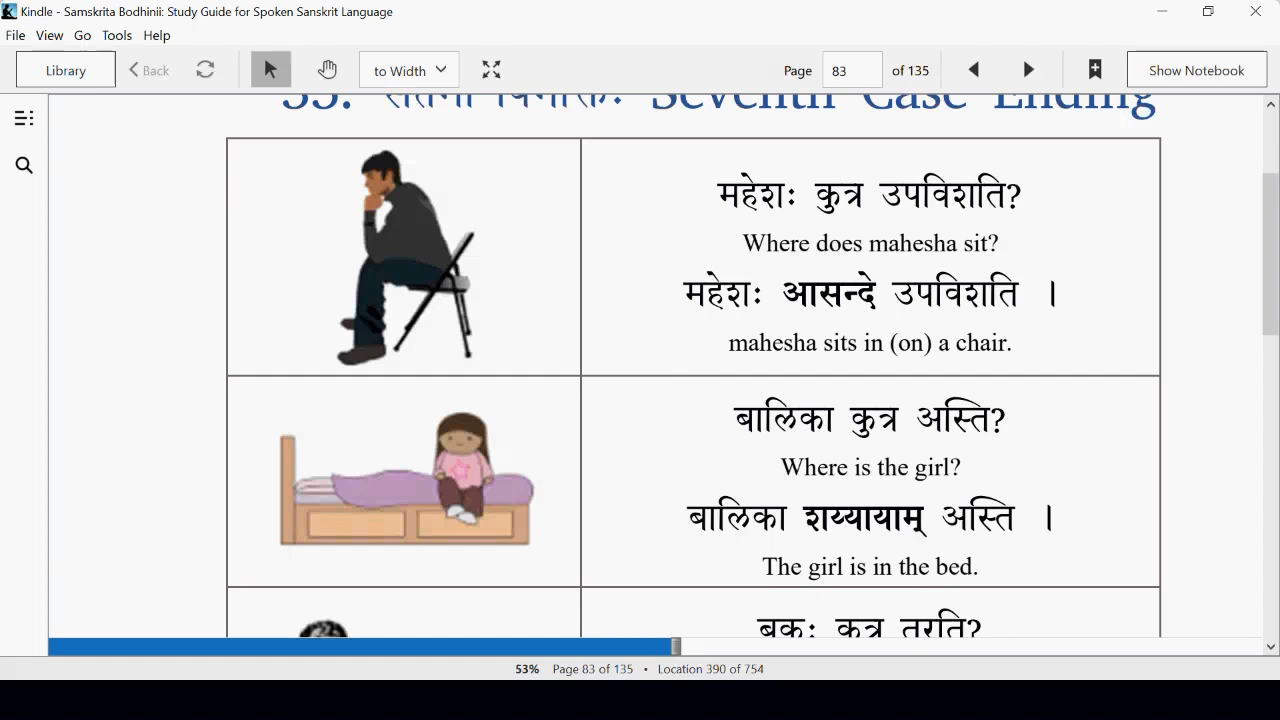 Kindle - Samskrita Bodhinii: Study Guide for Spoken Sanskrit Language
File View Go Tools Help
Library Back to Width Page 83 of 135 Show Notebook
Seventh Case Ending
महेशः कुत्र उपविशति?
Where does mahesha sit?
महेशः आसन्दे उपविशति ।
mahesha sits in (on) a chair.
बालिका कुत्र अस्ति?
Where is the girl?
बालिका शय्यायाम् अस्ति ।
The girl is in the bed.
कुत्र
53% Page 83 of 135 • Location 390 of 754